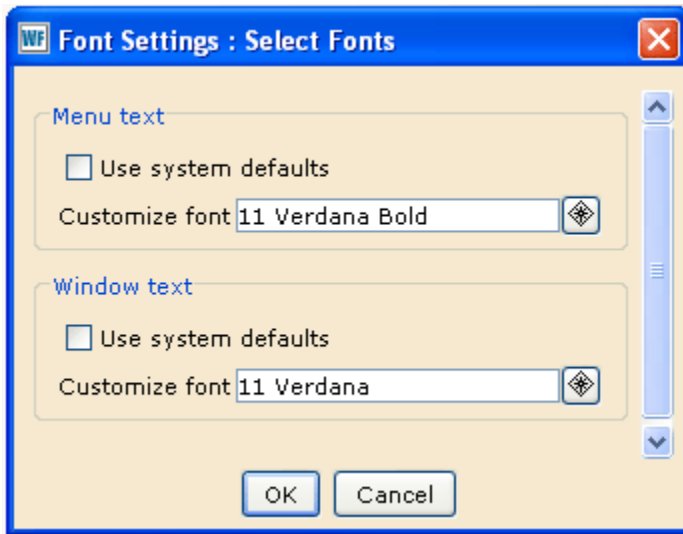 WF Font Settings : Select Fonts
Menu text
Use system defaults
Customize font 11 Verdana Bold
Window text
Use system defaults
Customize font 11 Verdana
OK Cancel